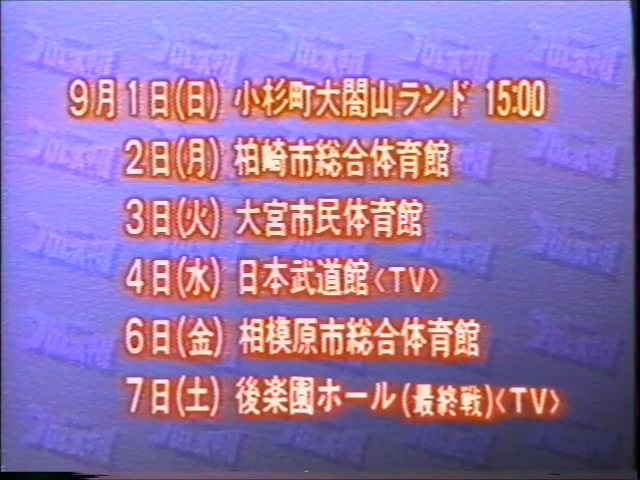 9月1日(日) 小杉町大閤山ランド 15:00
2日(月) 柏崎市総合体育館
3日(火) 大宮市民体育館
4日(水) 日本武道館<TV>
6日(金) 相模原市総合体育館
7日(土) 後楽園ホール(最終戦)<TV>